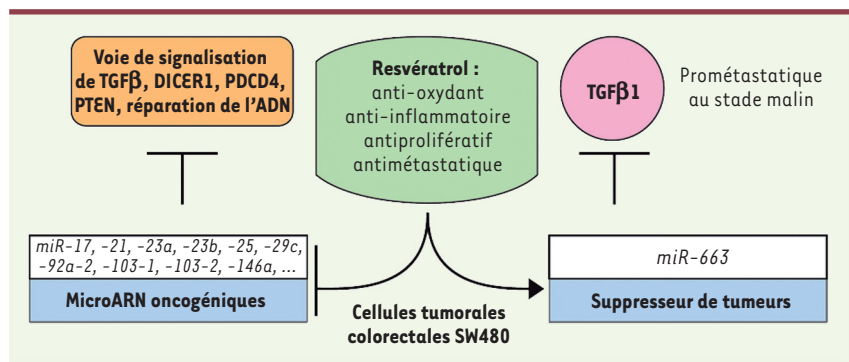 Voie de signalisation
de TGFβ, DICER1, PDCD4,
PTEN, réparation de l’ADN
Resvératrol :
anti-oxydant
anti-inflammatoire
antiprolifératif
antimétastatique
TGFβ1
Prométastatique
au stade malin
miR-17, -21, -23a, -23b, -25, -29c,
-92a-2, -103-1, -103-2, -146a, ...
MicroARN oncogéniques
Cellules tumorales
colorectales SW480
miR-663
Suppresseur de tumeurs